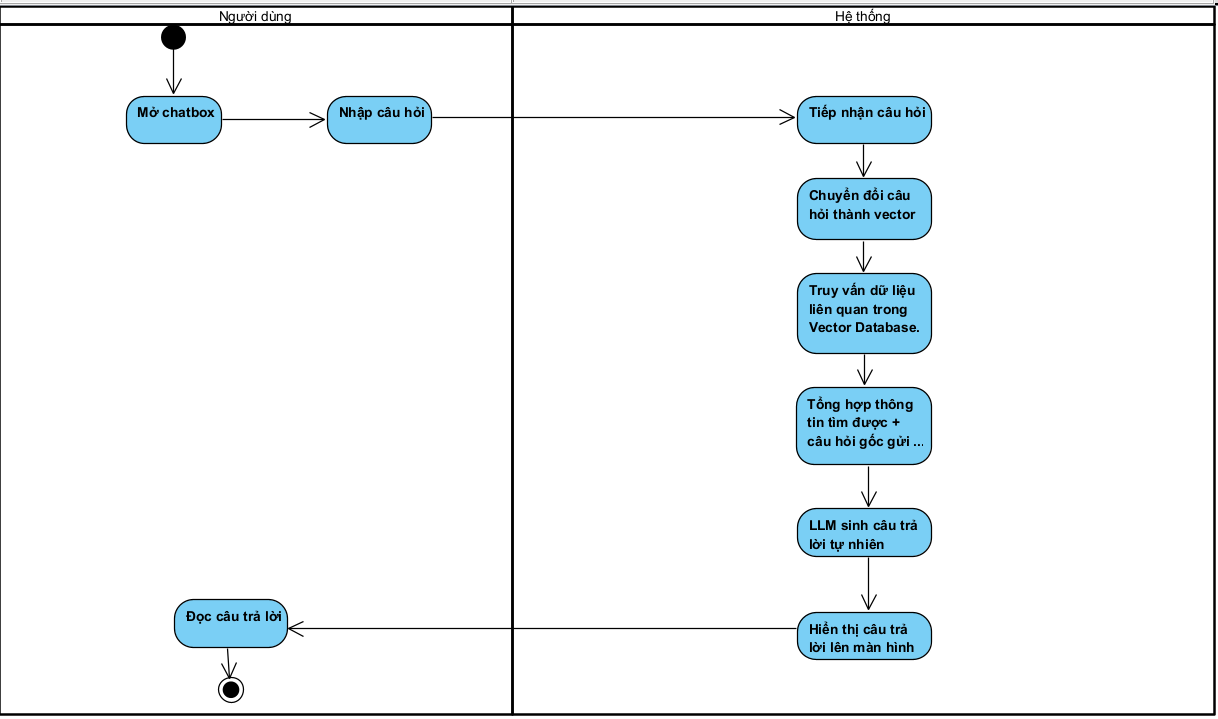 Người dùng
Hệ thống
Mở chatbox
Nhập câu hỏi
Tiếp nhận câu hỏi
Chuyển đổi câu
hỏi thành vector
Truy vấn dữ liệu
liên quan trong
Vector Database.
Tổng hợp thông
tin tìm được +
câu hỏi gốc gửi ...
LLM sinh câu trả
lời tự nhiên
Hiển thị câu trả
lời lên màn hình
Đọc câu trả lời